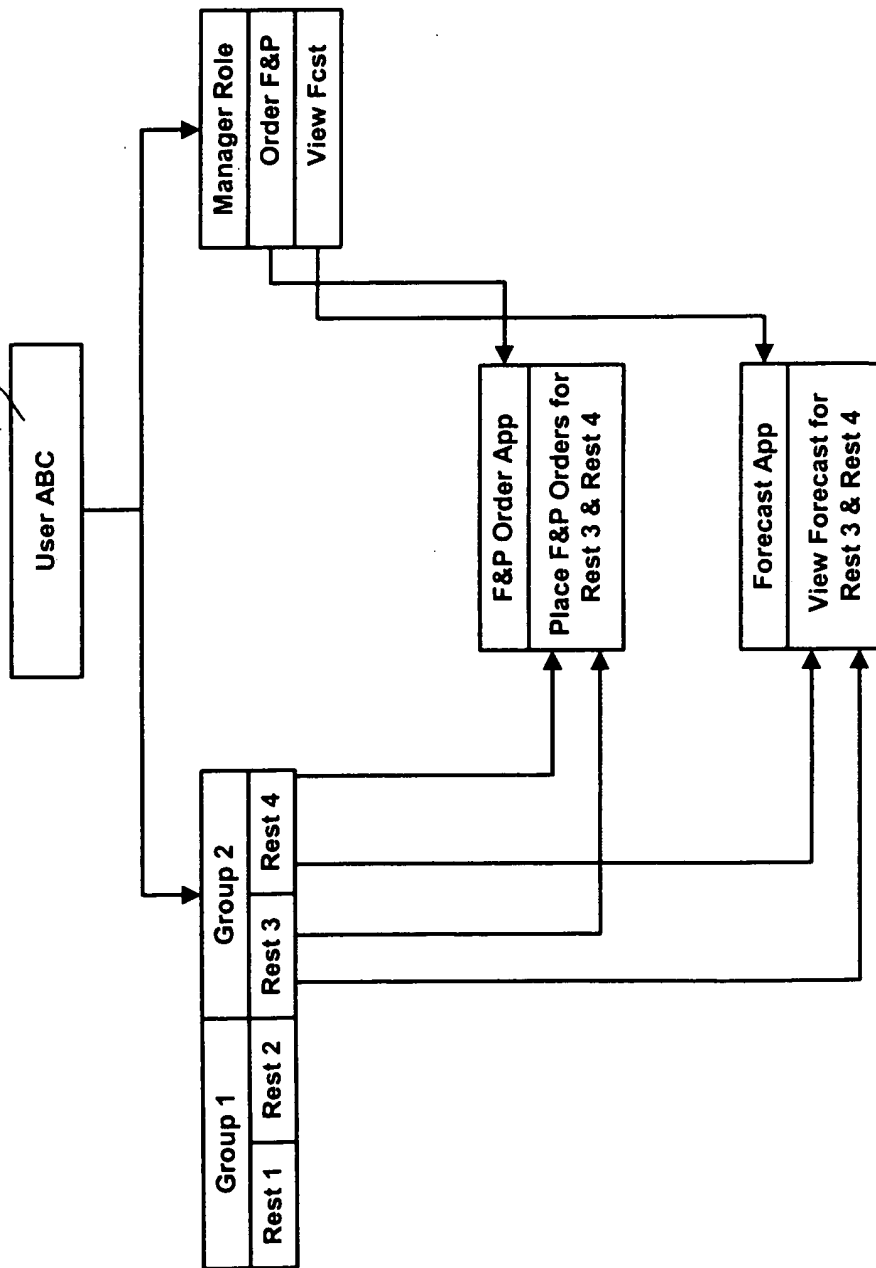 User ABC
Group 1
Group 2
Rest 1
Rest 2
Rest 3
Rest 4
Manager Role
Order F&P
View Fcst
F&P Order App
Place F&P Orders for
Rest 3 & Rest 4
Forecast App
View Forecast for
Rest 3 & Rest 4